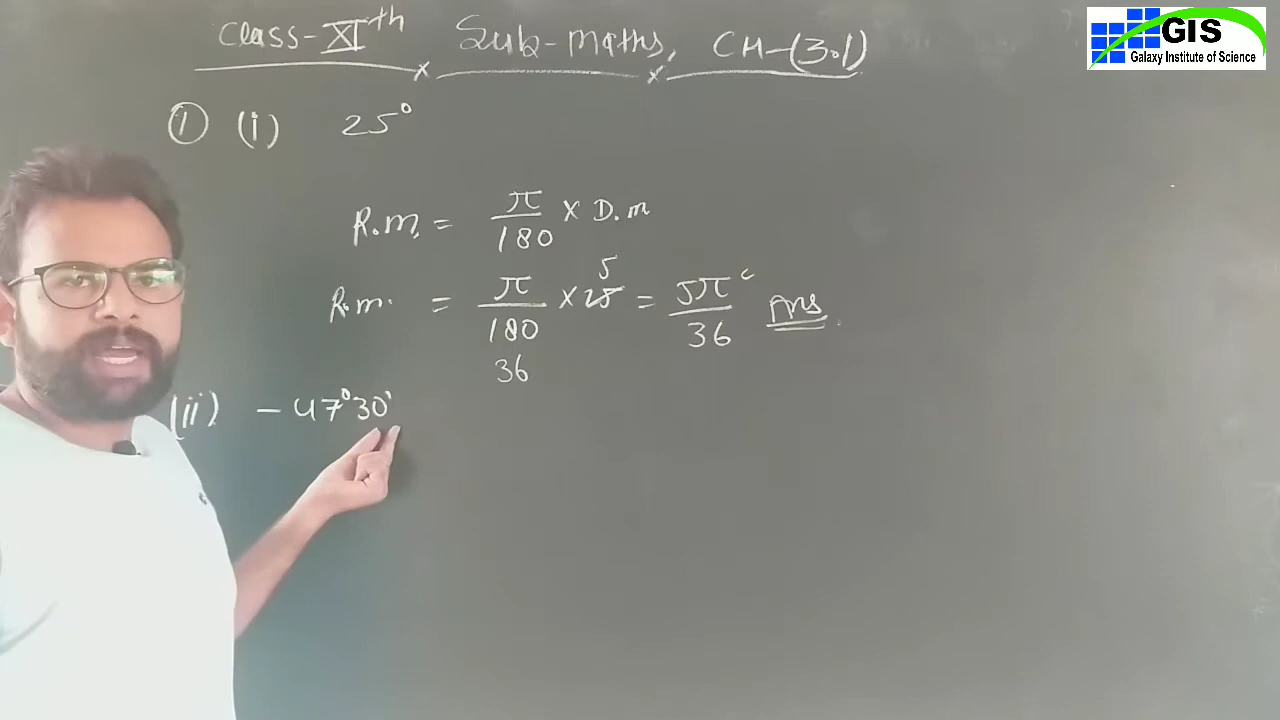 Class-XIth Sub-Maths, CH-(3.1)
GIS
Galaxy Institute of Science
① (i) 25°
R.M. = π/180 × D.M
R.M. = π/180 × 25 = 5π/36 ᶜ Ans
5
36
(ii) - 47°30'